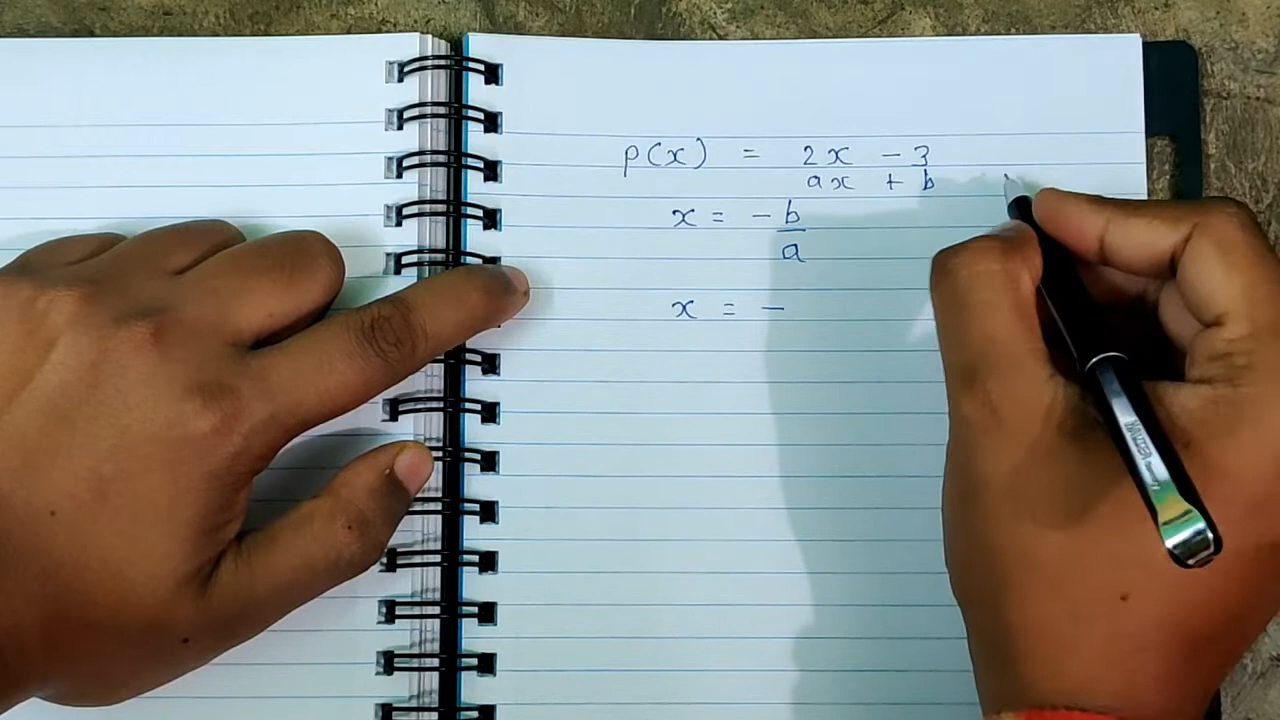 p(x) = 2x - 3
ax + b
x = - b
a
x = -